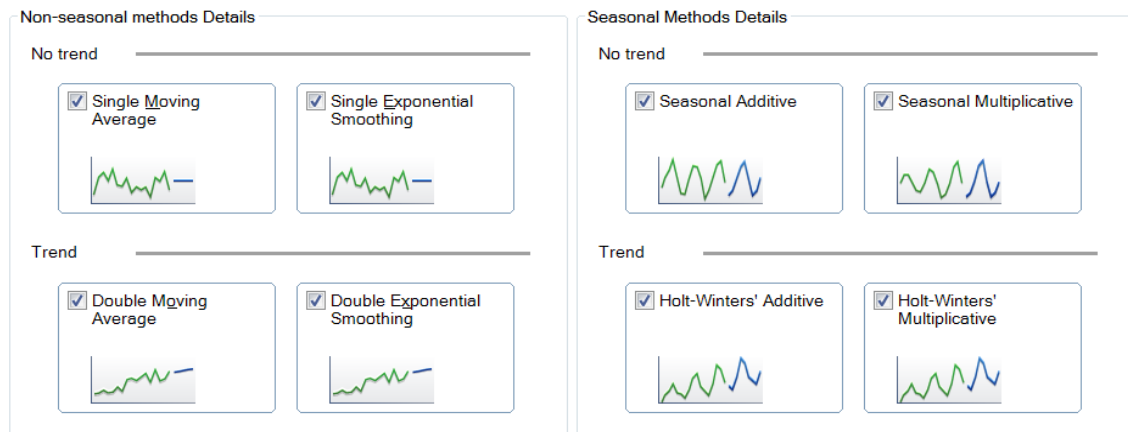 Non-seasonal methods Details
No trend
Single Moving
Average
Single Exponential
Smoothing
Trend
Double Moving
Average
Double Exponential
Smoothing
Seasonal Methods Details
No trend
Seasonal Additive
Seasonal Multiplicative
Trend
Holt-Winters' Additive
Holt-Winters'
Multiplicative